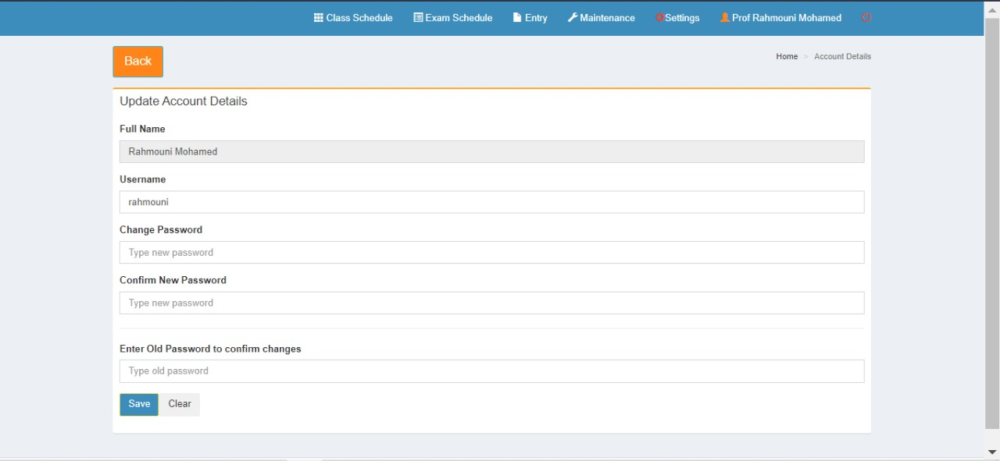 Class Schedule Exam Schedule Entry Maintenance Settings Prof Rahmouni Mohamed
Back
Home > Account Details
Update Account Details
Full Name
Rahmouni Mohamed
Username
rahmouni
Change Password
Type new password
Confirm New Password
Type new password
Enter Old Password to confirm changes
Type old password
Save Clear